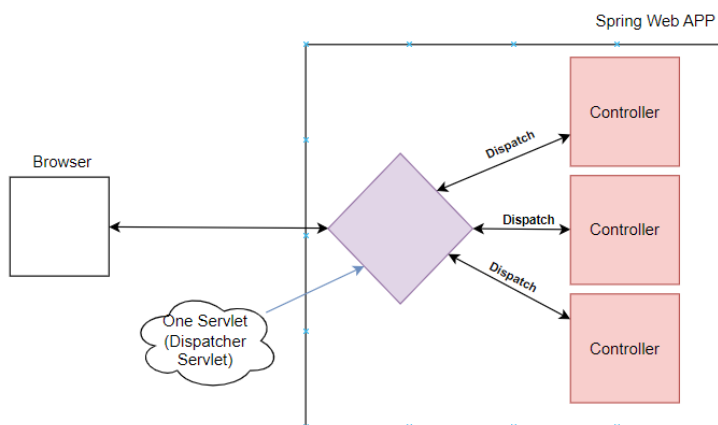 Spring Web APP
Controller
Dispatch
Browser
Controller
Dispatch
Dispatch
One Servlet
(Dispatcher
Servlet)
Controller